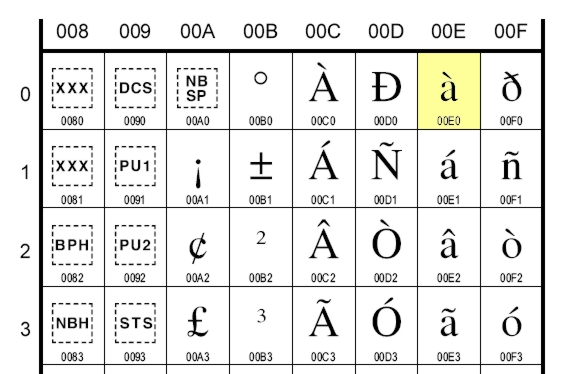 008 009 00A 00B 00C 00D 00E 00F
0 XXX DCS NB SP ° À Ð à ð
0080 0090 00A0 00B0 00C0 00D0 00E0 00F0
1 XXX PU1 ¡ ± Á Ñ á ñ
0081 0091 00A1 00B1 00C1 00D1 00E1 00F1
2 BPH PU2 ¢ ² Â Ò â ò
0082 0092 00A2 00B2 00C2 00D2 00E2 00F2
3 NBH STS £ ³ Ã Ó ã ó
0083 0093 00A3 00B3 00C3 00D3 00E3 00F3